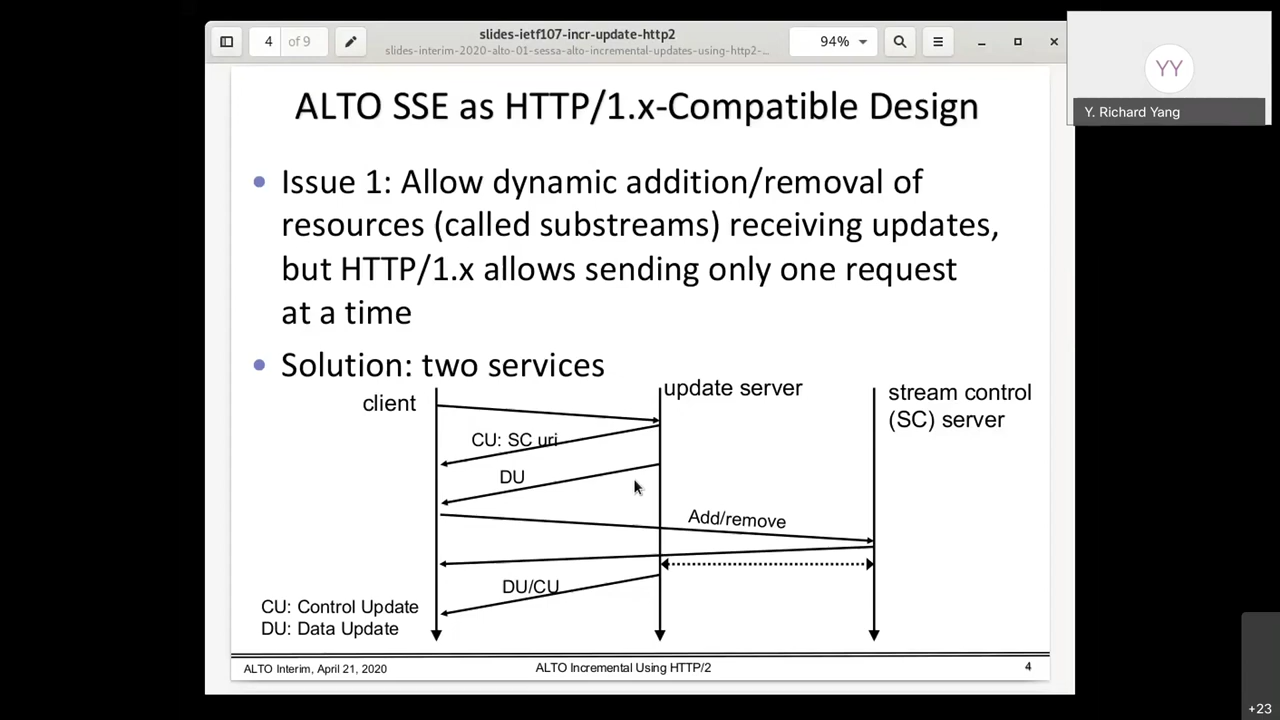 4 of 9
slides-ietf107-incr-update-http2
slides-interim-2020-alto-01-sessa-alto-incremental-updates-using-http2-...
94%
YY
Y. Richard Yang
ALTO SSE as HTTP/1.x-Compatible Design
• Issue 1: Allow dynamic addition/removal of
resources (called substreams) receiving updates,
but HTTP/1.x allows sending only one request
at a time
• Solution: two services
client
update server
stream control
(SC) server
CU: SC uri
DU
Add/remove
DU/CU
CU: Control Update
DU: Data Update
ALTO Interim, April 21, 2020
ALTO Incremental Using HTTP/2
4
+23